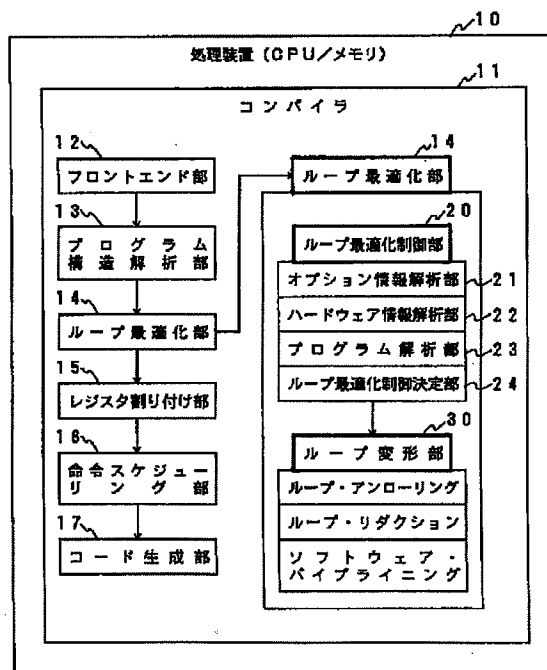 10
処理装置(CPU/メモリ)
11
コンパイラ
12
フロントエンド部
13
プログラム
構造解析部
14
ループ最適化部
15
レジスタ割り付け部
16
命令スケジュー
リング部
17
コード生成部
14
ループ最適化部
20
ループ最適化制御部
オプション情報解析部
21
ハードウェア情報解析部
22
プログラム解析部
23
ループ最適化制御決定部
24
30
ループ変形部
ループ・アンローリング
ループ・リダクション
ソフトウェア・
パイプライニング